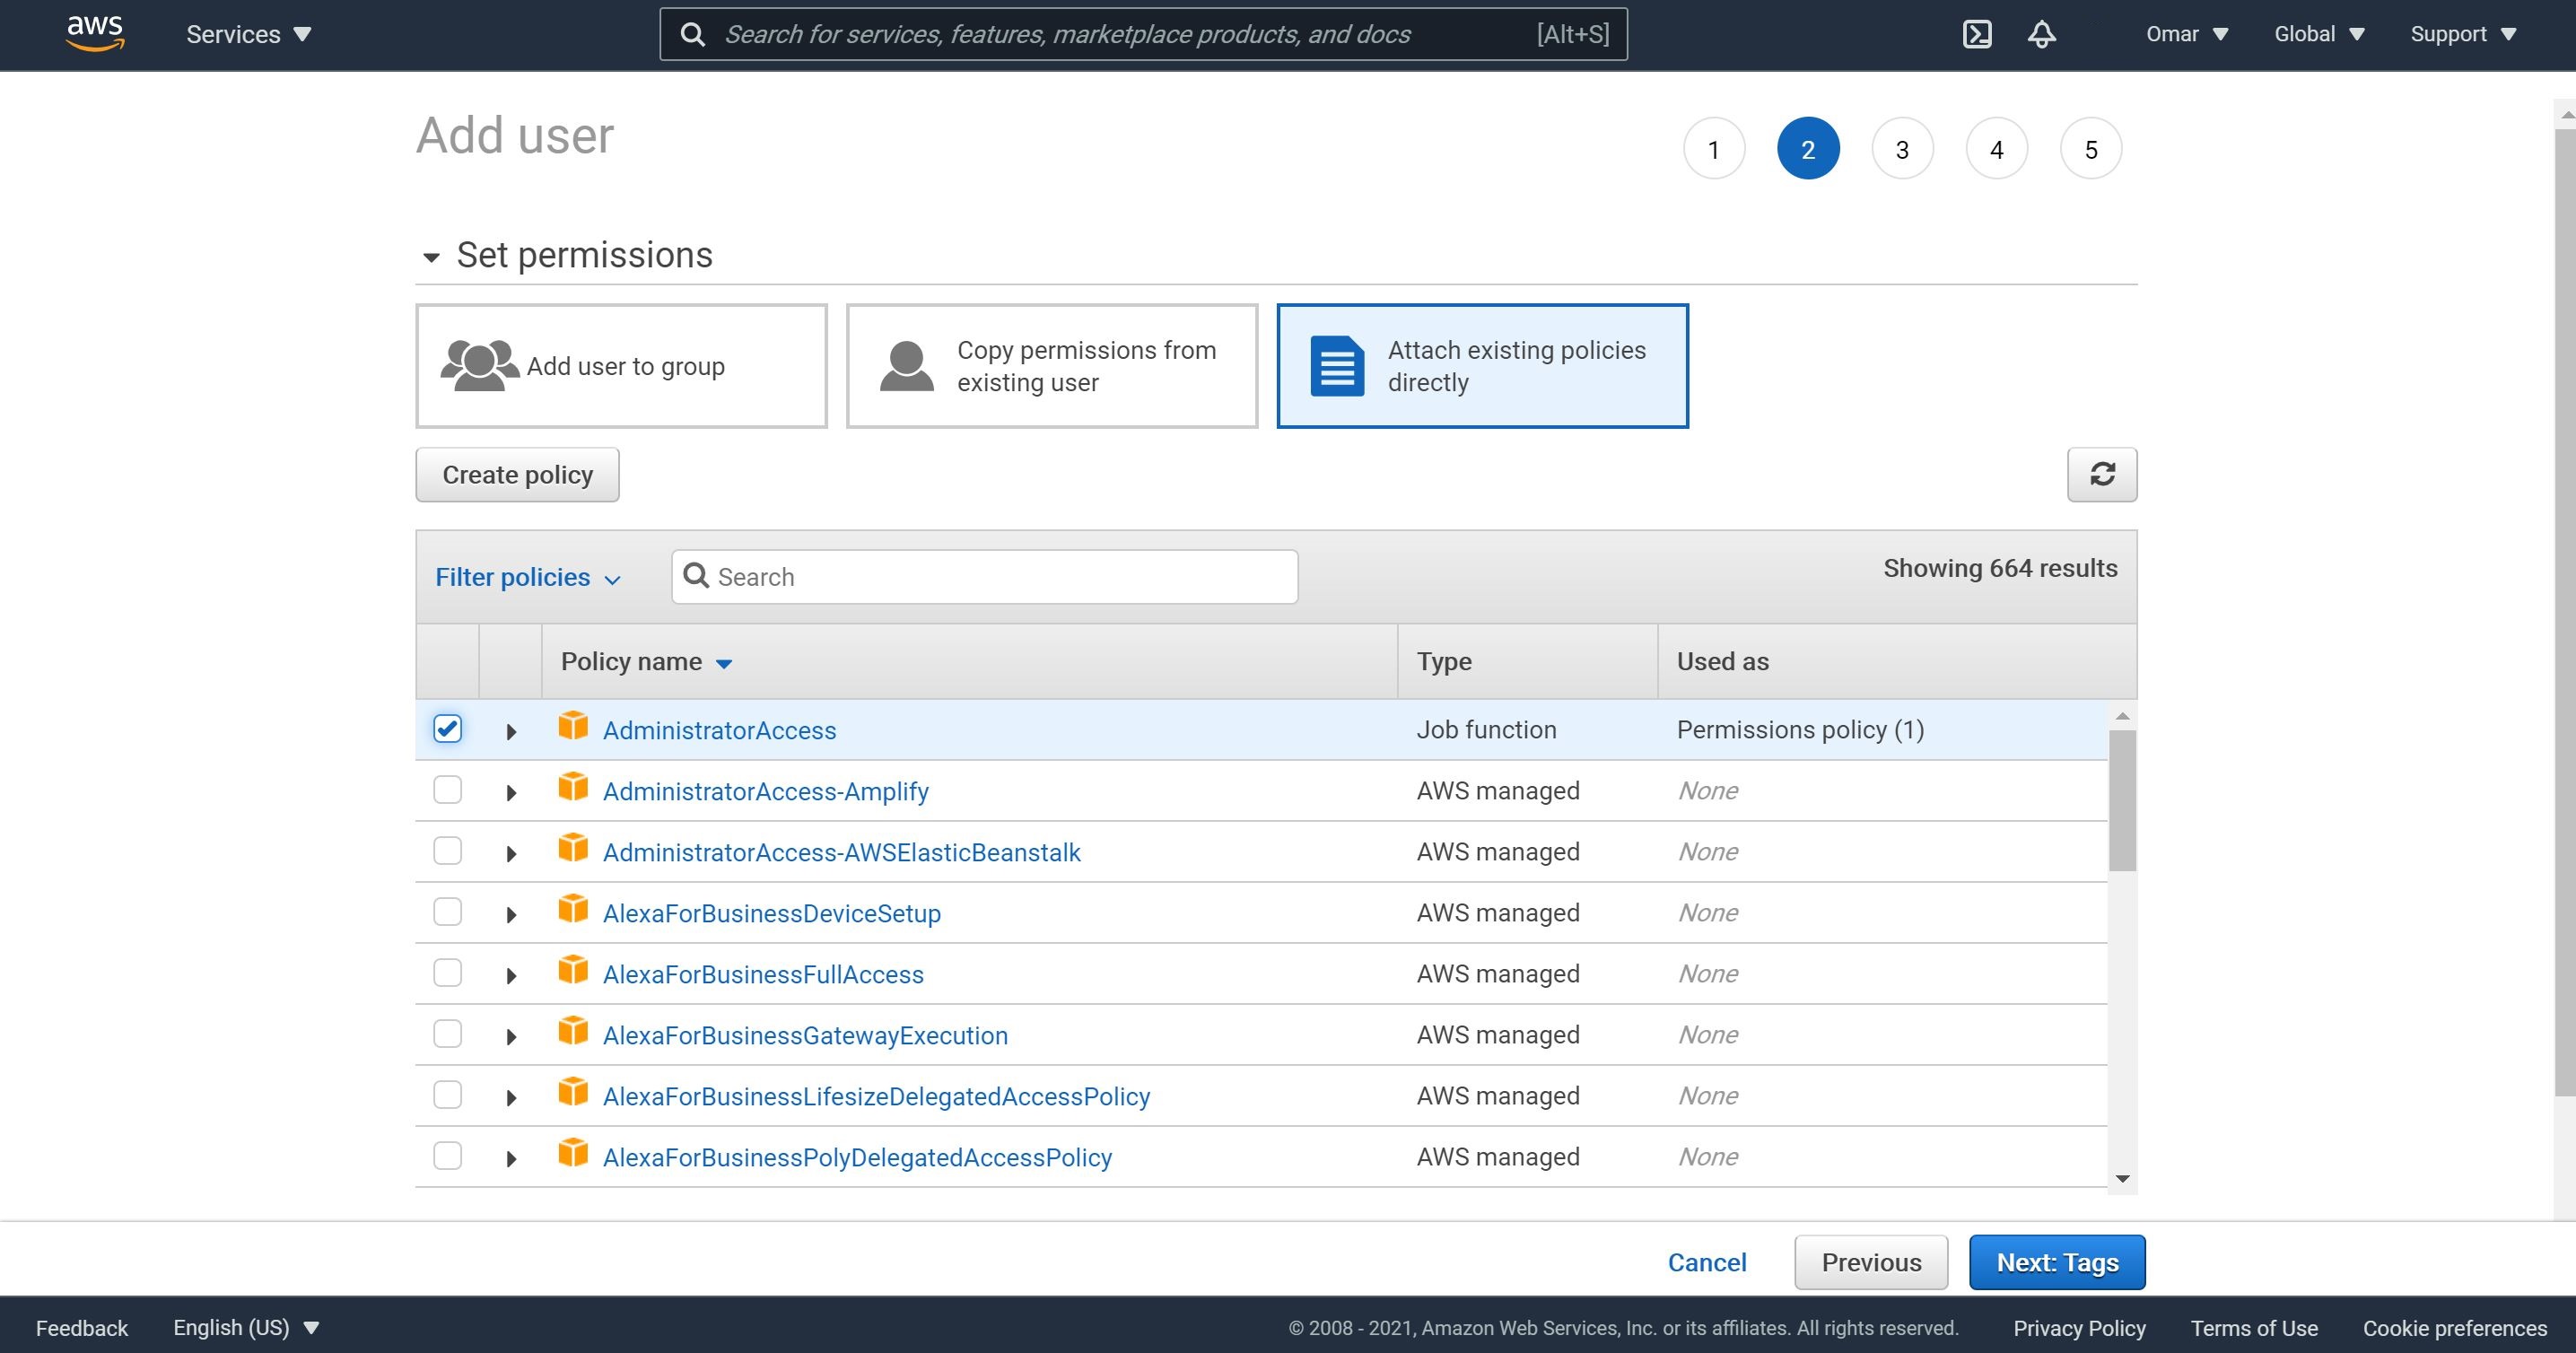 aws
Services
Search for services, features, marketplace products, and docs [Alt+S]
Omar
Global
Support
Add user
1 2 3 4 5
Set permissions
Add user to group
Copy permissions from
existing user
Attach existing policies
directly
Create policy
Filter policies
Search
Showing 664 results
Policy name Type Used as
AdministratorAccess Job function Permissions policy (1)
AdministratorAccess-Amplify AWS managed None
AdministratorAccess-AWSElasticBeanstalk AWS managed None
AlexaForBusinessDeviceSetup AWS managed None
AlexaForBusinessFullAccess AWS managed None
AlexaForBusinessGatewayExecution AWS managed None
AlexaForBusinessLifesizeDelegatedAccessPolicy AWS managed None
AlexaForBusinessPolyDelegatedAccessPolicy AWS managed None
Cancel
Previous
Next: Tags
Feedback
English (US)
© 2008 - 2021, Amazon Web Services, Inc. or its affiliates. All rights reserved.
Privacy Policy
Terms of Use
Cookie preferences